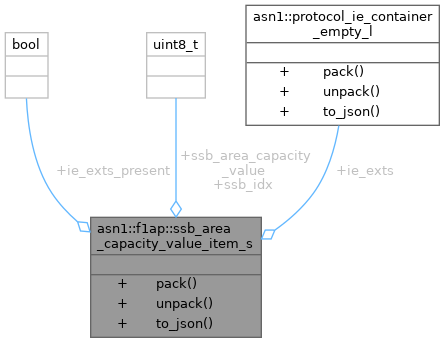 asn1::protocol_ie_container
_empty_l
+ pack()
+ unpack()
+ to_json()
bool
uint8_t
+ie_exts_present
+ssb_area_capacity
_value
+ssb_idx
+ie_exts
asn1::f1ap::ssb_area
_capacity_value_item_s
+ pack()
+ unpack()
+ to_json()